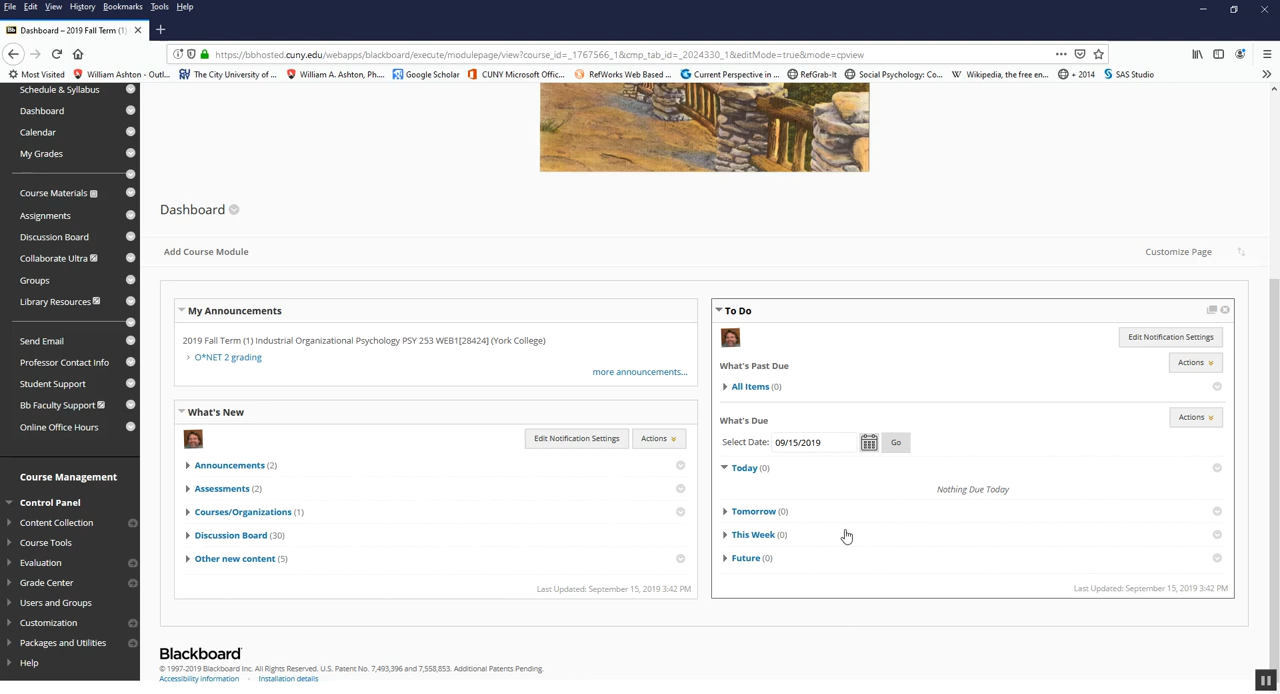 File Edit View History Bookmarks Tools Help
Bb Dashboard – 2019 Fall Term (1)
https://bbhosted.cuny.edu/webapps/blackboard/execute/modulepage/view?course_id=_1767566_1&cmp_tab_id=_2024330_1&editMode=true&mode=cpview
Most Visited William Ashton - Outl... The City University of ... William A. Ashton, Ph.... Google Scholar CUNY Microsoft Offic... RefWorks Web Based ... Current Perspective in ... RefGrab-It Social Psychology: Co... Wikipedia, the free en... + 2014 SAS Studio
Schedule & Syllabus
Dashboard
Calendar
My Grades
Course Materials
Assignments
Discussion Board
Collaborate Ultra
Groups
Library Resources
Send Email
Professor Contact Info
Student Support
Bb Faculty Support
Online Office Hours
Course Management
Control Panel
Content Collection
Course Tools
Evaluation
Grade Center
Users and Groups
Customization
Packages and Utilities
Help
Dashboard
Add Course Module
Customize Page
My Announcements
2019 Fall Term (1) Industrial Organizational Psychology PSY 253 WEB1[28424] (York College)
O*NET 2 grading
more announcements...
What's New
Edit Notification Settings Actions
Announcements (2)
Assessments (2)
Courses/Organizations (1)
Discussion Board (30)
Other new content (5)
Last Updated: September 15, 2019 3:42 PM
To Do
Edit Notification Settings
What's Past Due
Actions
All Items (0)
What's Due
Actions
Select Date: 09/15/2019 Go
Today (0)
Nothing Due Today
Tomorrow (0)
This Week (0)
Future (0)
Last Updated: September 15, 2019 3:42 PM
Blackboard
© 1997-2019 Blackboard Inc. All Rights Reserved. U.S. Patent No. 7,493,396 and 7,558,853. Additional Patents Pending.
Accessibility information - Installation details